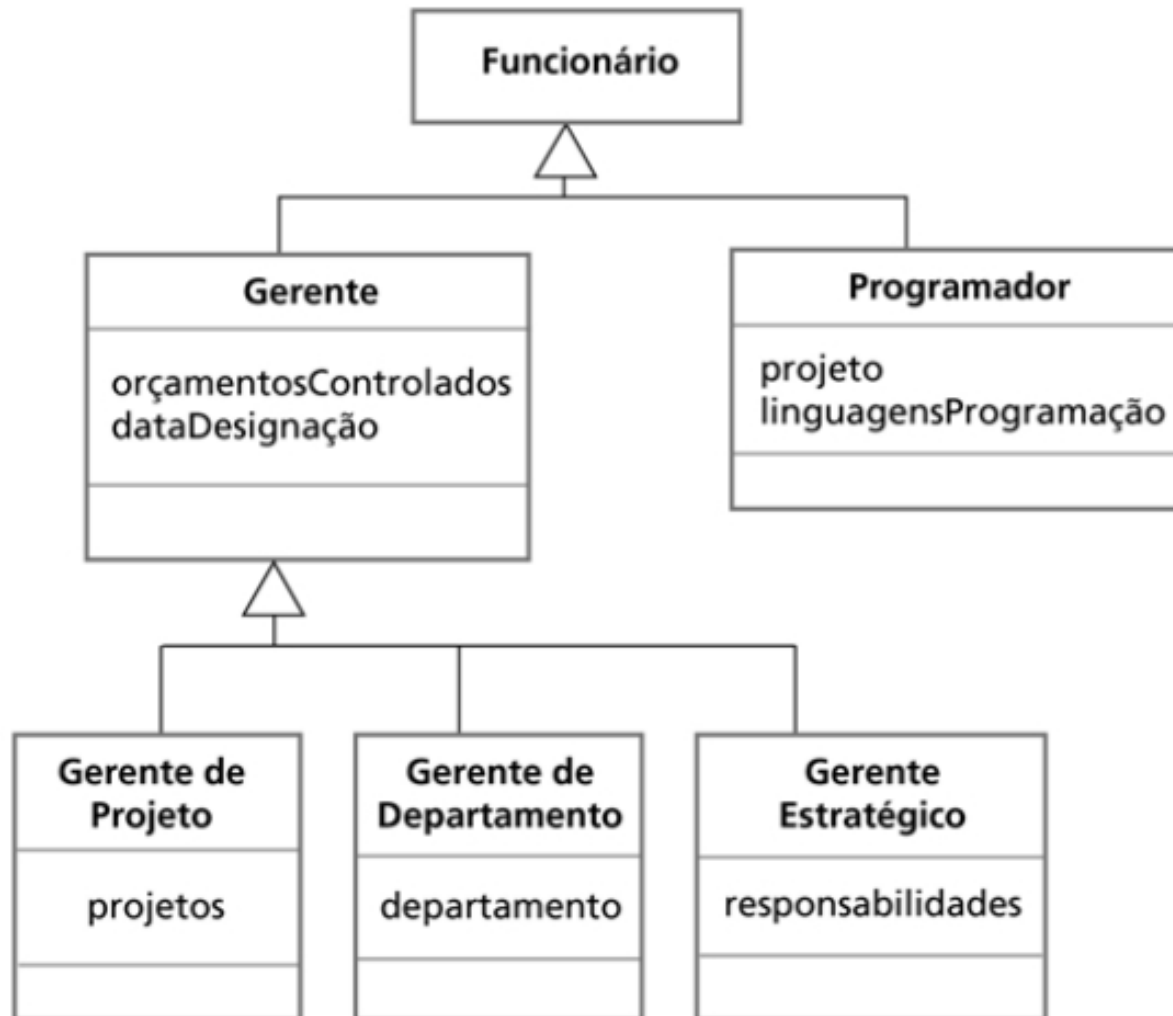 Funcionário
Gerente
orçamentosControlados
dataDesignação
Programador
projeto
linguagensProgramação
Gerente de
Projeto
projetos
Gerente de
Departamento
departamento
Gerente
Estratégico
responsabilidades